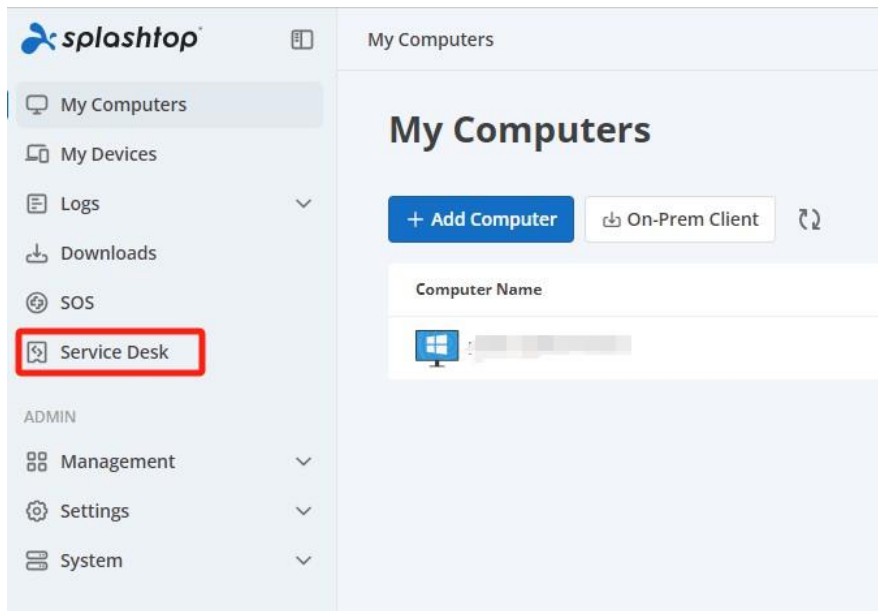 splashtop
My Computers
My Computers
My Devices
Logs
Downloads
SOS
Service Desk
ADMIN
Management
Settings
System
My Computers
+ Add Computer
On-Prem Client
Computer Name